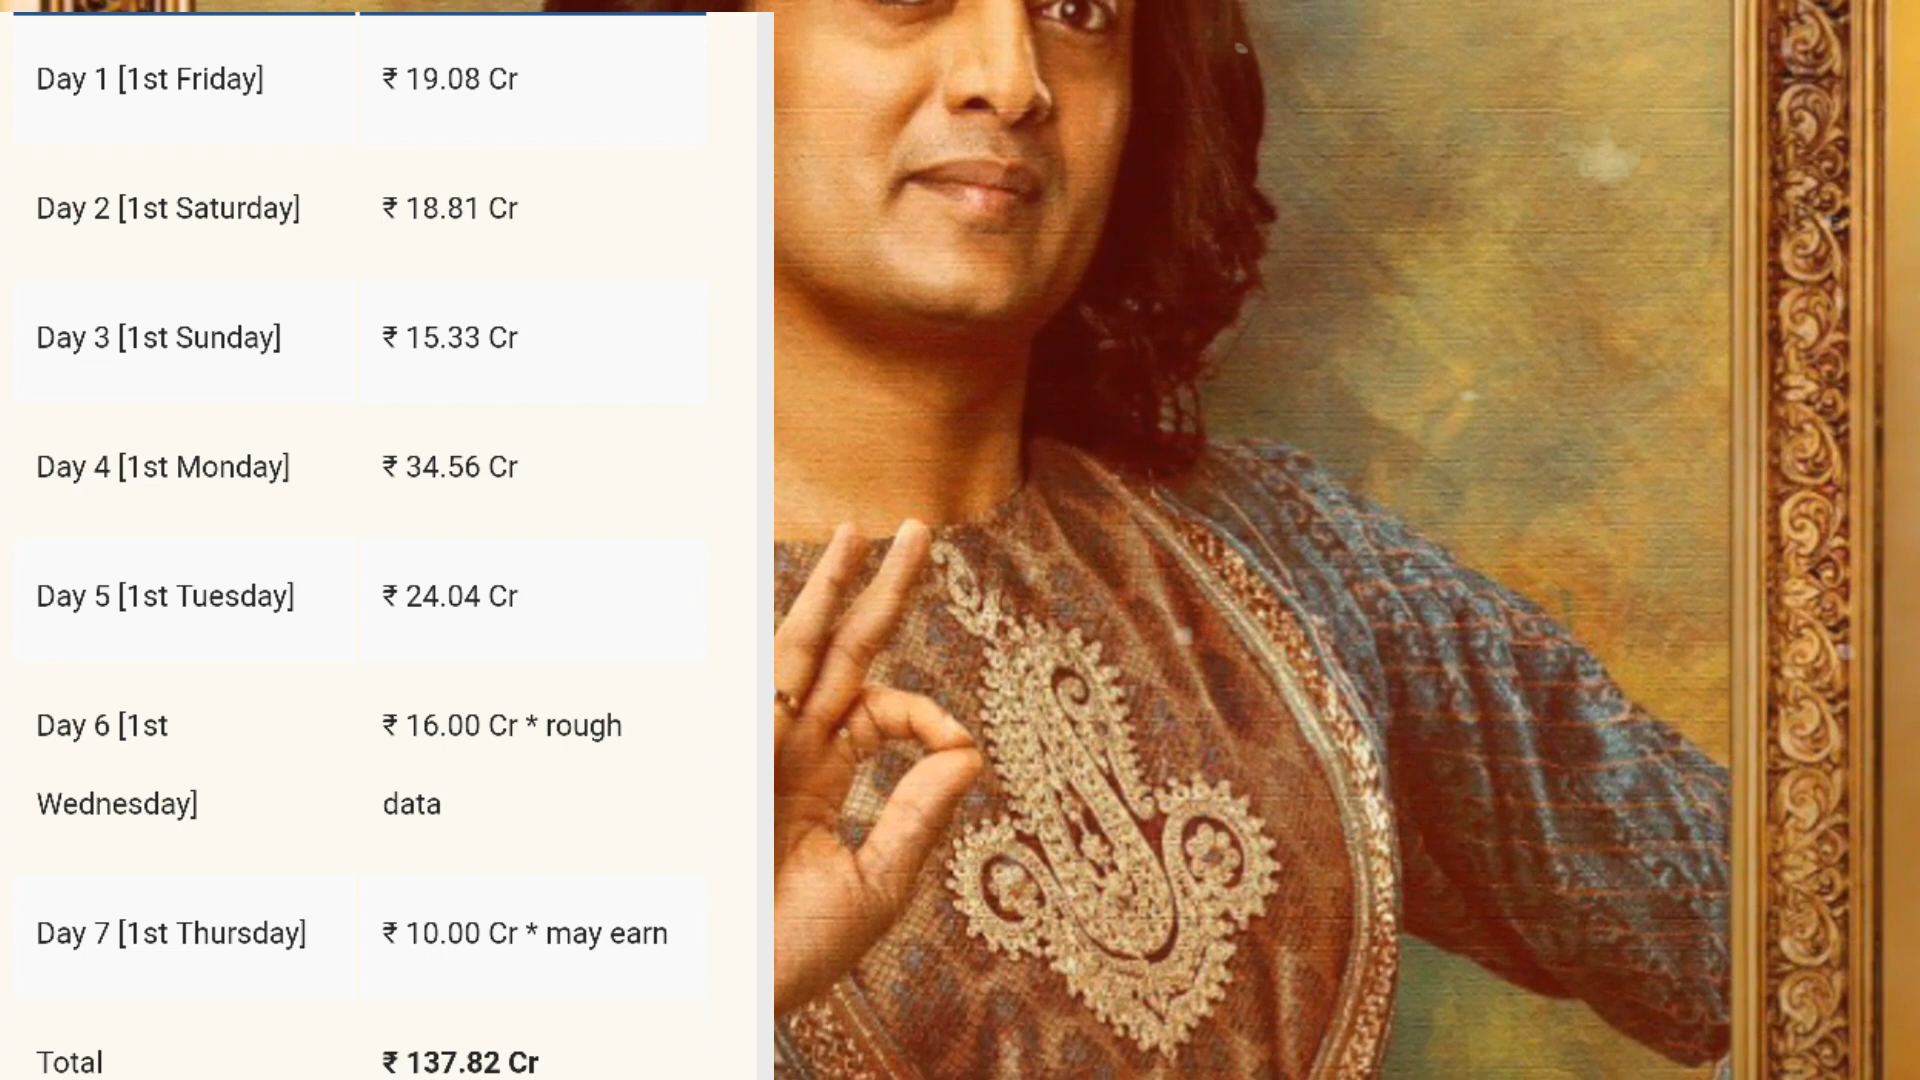 Day 1 [1st Friday] ₹ 19.08 Cr
Day 2 [1st Saturday] ₹ 18.81 Cr
Day 3 [1st Sunday] ₹ 15.33 Cr
Day 4 [1st Monday] ₹ 34.56 Cr
Day 5 [1st Tuesday] ₹ 24.04 Cr
Day 6 [1st ₹ 16.00 Cr * rough
Wednesday] data
Day 7 [1st Thursday] ₹ 10.00 Cr * may earn
Total ₹ 137.82 Cr